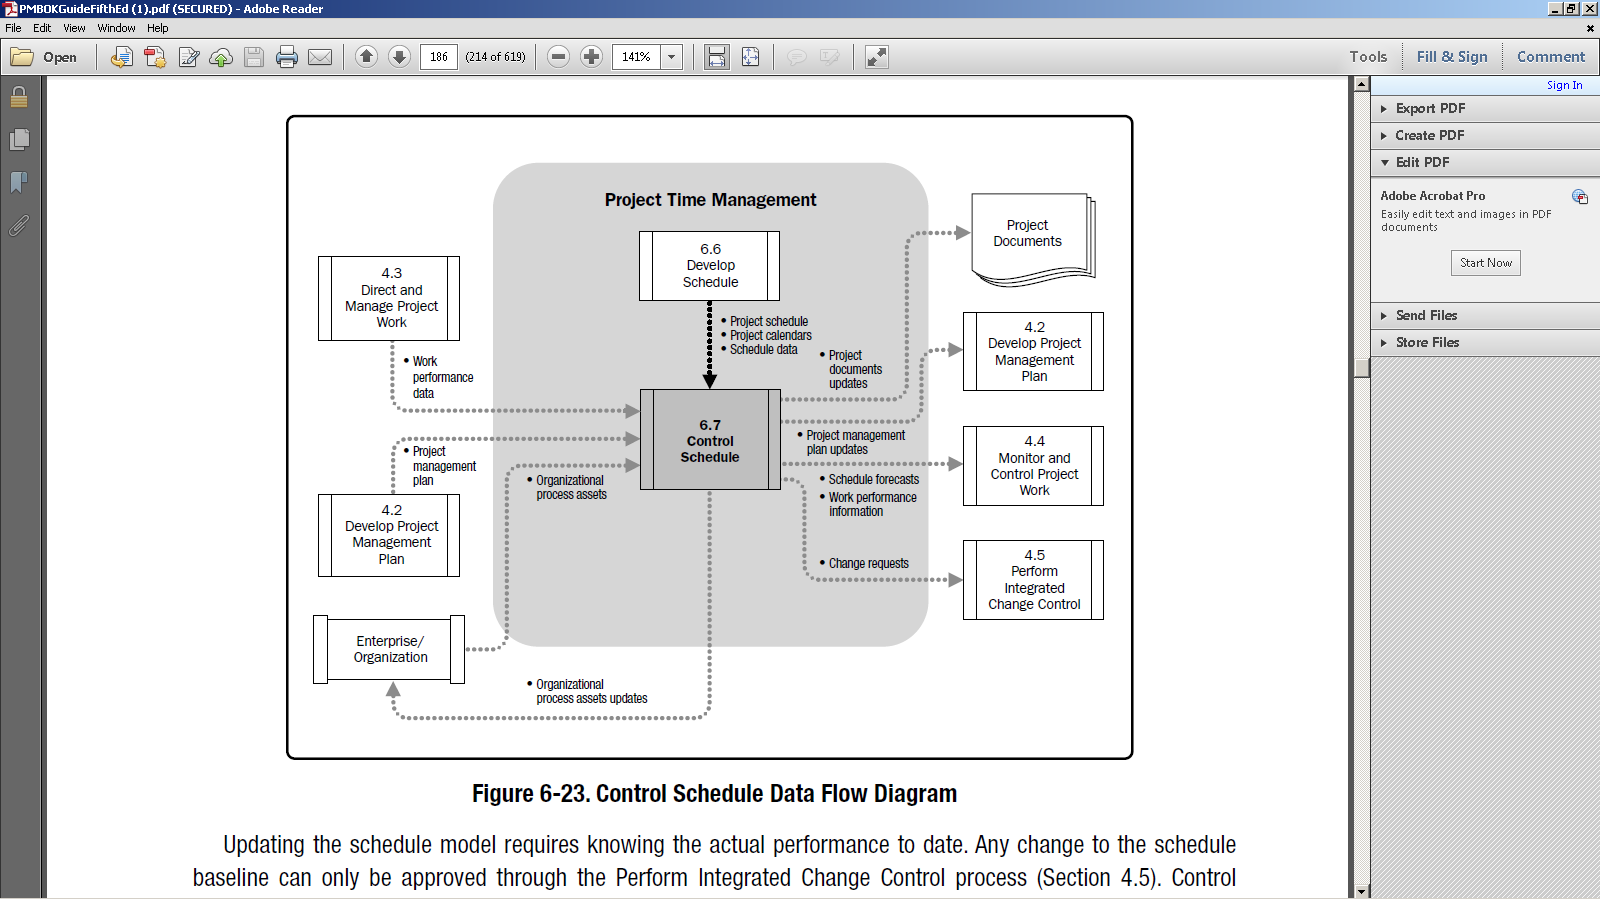 PMBOKGuideFifthEd (1).pdf (SECURED) - Adobe Reader
File Edit View Window Help
Open
186 (214 of 619)
141%
Tools Fill & Sign Comment
Sign In
Export PDF
Create PDF
Edit PDF
Adobe Acrobat Pro
Easily edit text and images in PDF
documents
Start Now
Send Files
Store Files
Project Time Management
6.6
Develop
Schedule
4.3
Direct and
Manage Project
Work
• Work
performance
data
• Project schedule
• Project calendars
• Schedule data
• Project
documents
updates
Project
Documents
4.2
Develop Project
Management
Plan
6.7
Control
Schedule
• Project management
plan updates
• Project
management
plan
• Organizational
process assets
• Schedule forecasts
• Work performance
information
4.4
Monitor and
Control Project
Work
4.2
Develop Project
Management
Plan
• Change requests
4.5
Perform
Integrated
Change Control
Enterprise/
Organization
• Organizational
process assets updates
Figure 6-23. Control Schedule Data Flow Diagram
Updating the schedule model requires knowing the actual performance to date. Any change to the schedule
baseline can only be approved through the Perform Integrated Change Control process (Section 4.5). Control